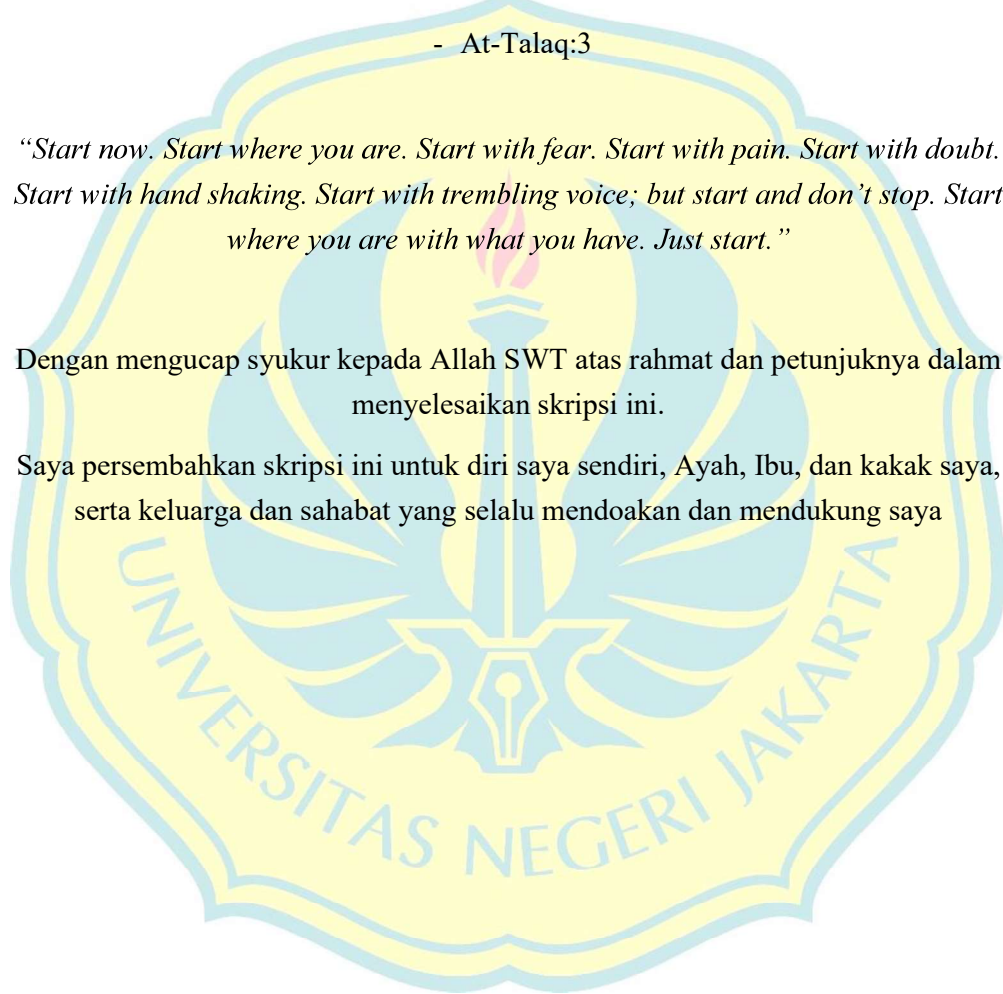 - At-Talaq:3
“Start now. Start where you are. Start with fear. Start with pain. Start with doubt.
Start with hand shaking. Start with trembling voice; but start and don’t stop. Start
where you are with what you have. Just start.”
Dengan mengucap syukur kepada Allah SWT atas rahmat dan petunjuknya dalam
menyelesaikan skripsi ini.
Saya persembahkan skripsi ini untuk diri saya sendiri, Ayah, Ibu, dan kakak saya,
serta keluarga dan sahabat yang selalu mendoakan dan mendukung saya
UNIVERSITAS NEGERI JAKARTA